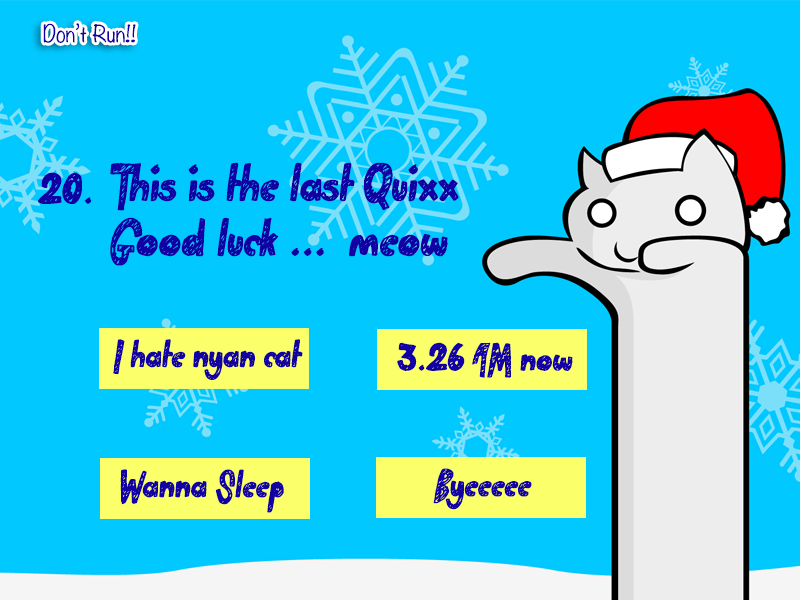 Don't Run!!
20. This is the last Quixx
Good luck ... meow
I hate nyan cat
3.26 AM now
Wanna Sleep
Byeeeee